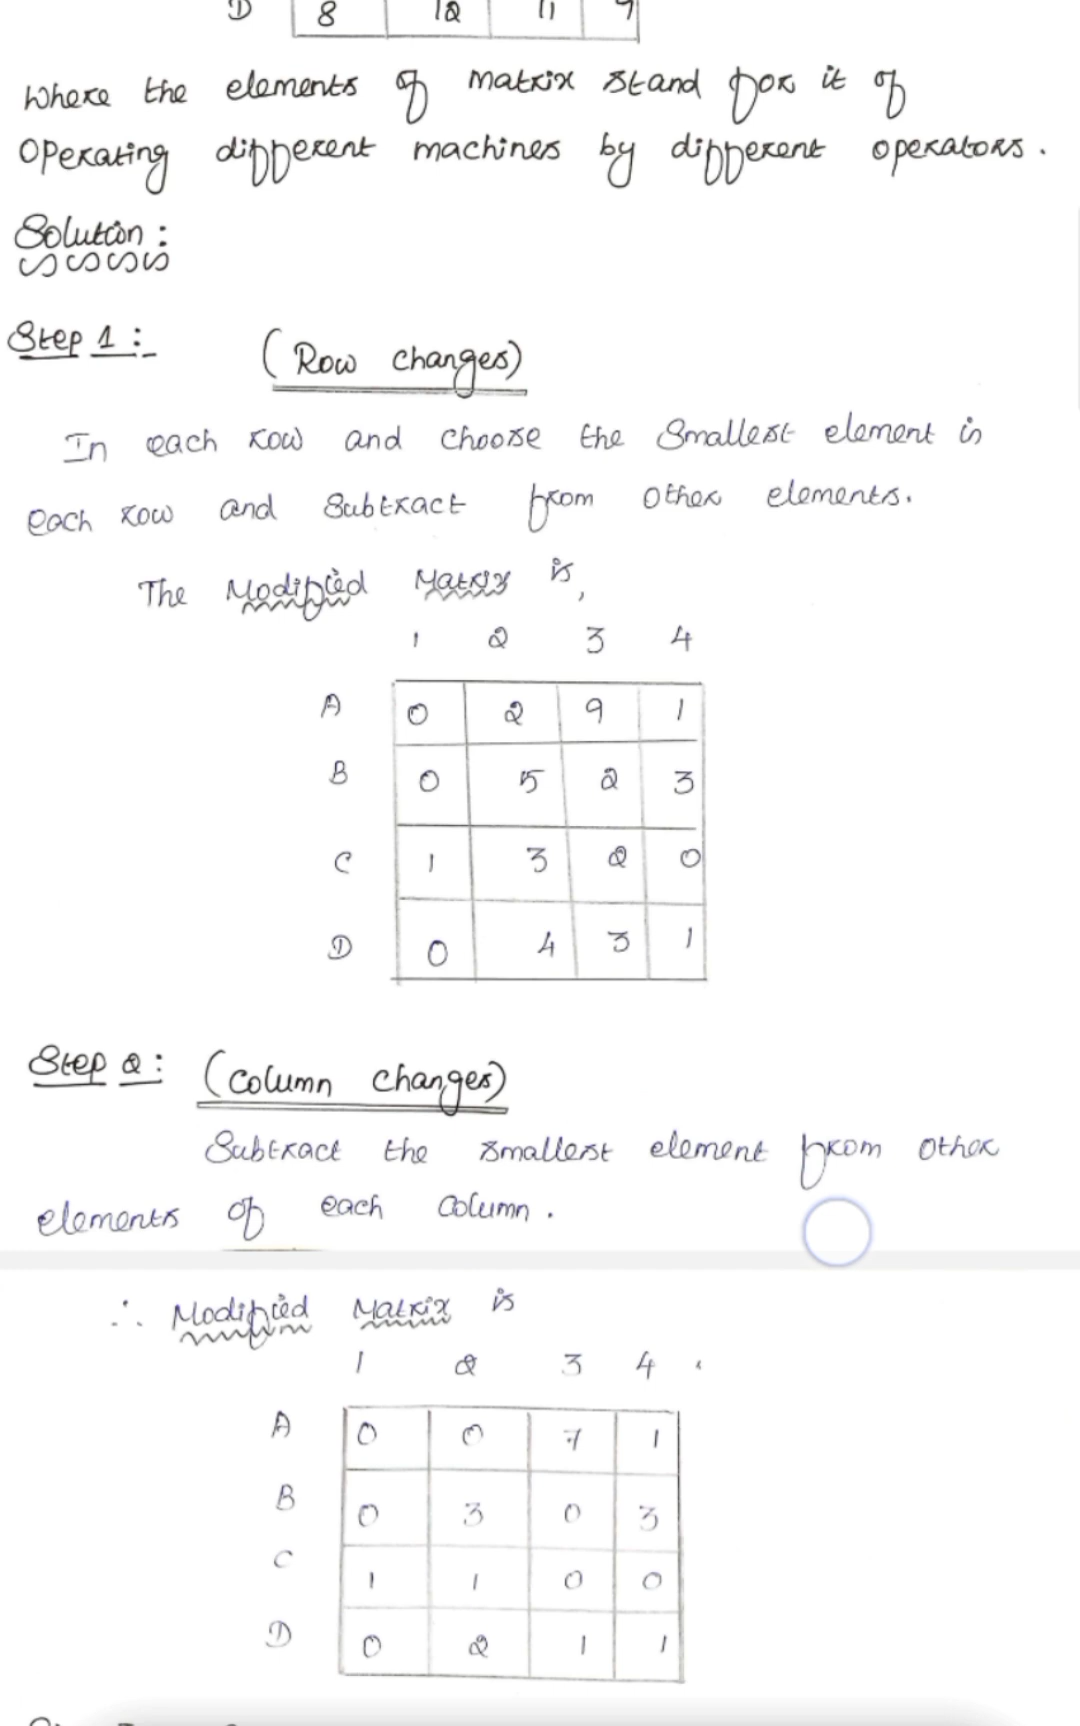 D 8 12 11 9
Where the elements of matrix stand for it of
Operating different machines by different operators.
Solution :
Step 1 :
(Row changes)
In each row and choose the Smallest element in
each row and Subtract from other elements.
The Modified Matrix is,
1 2 3 4
A 0 2 9 1
B 0 5 2 3
C 1 3 2 0
D 0 4 3 1
Step 2 : (Column changes)
Subtract the smallest element from other
elements of each Column .
∴ Modified Matrix is
1 2 3 4
A 0 0 7 1
B 0 3 0 3
C 1 1 0 0
D 0 2 1 1